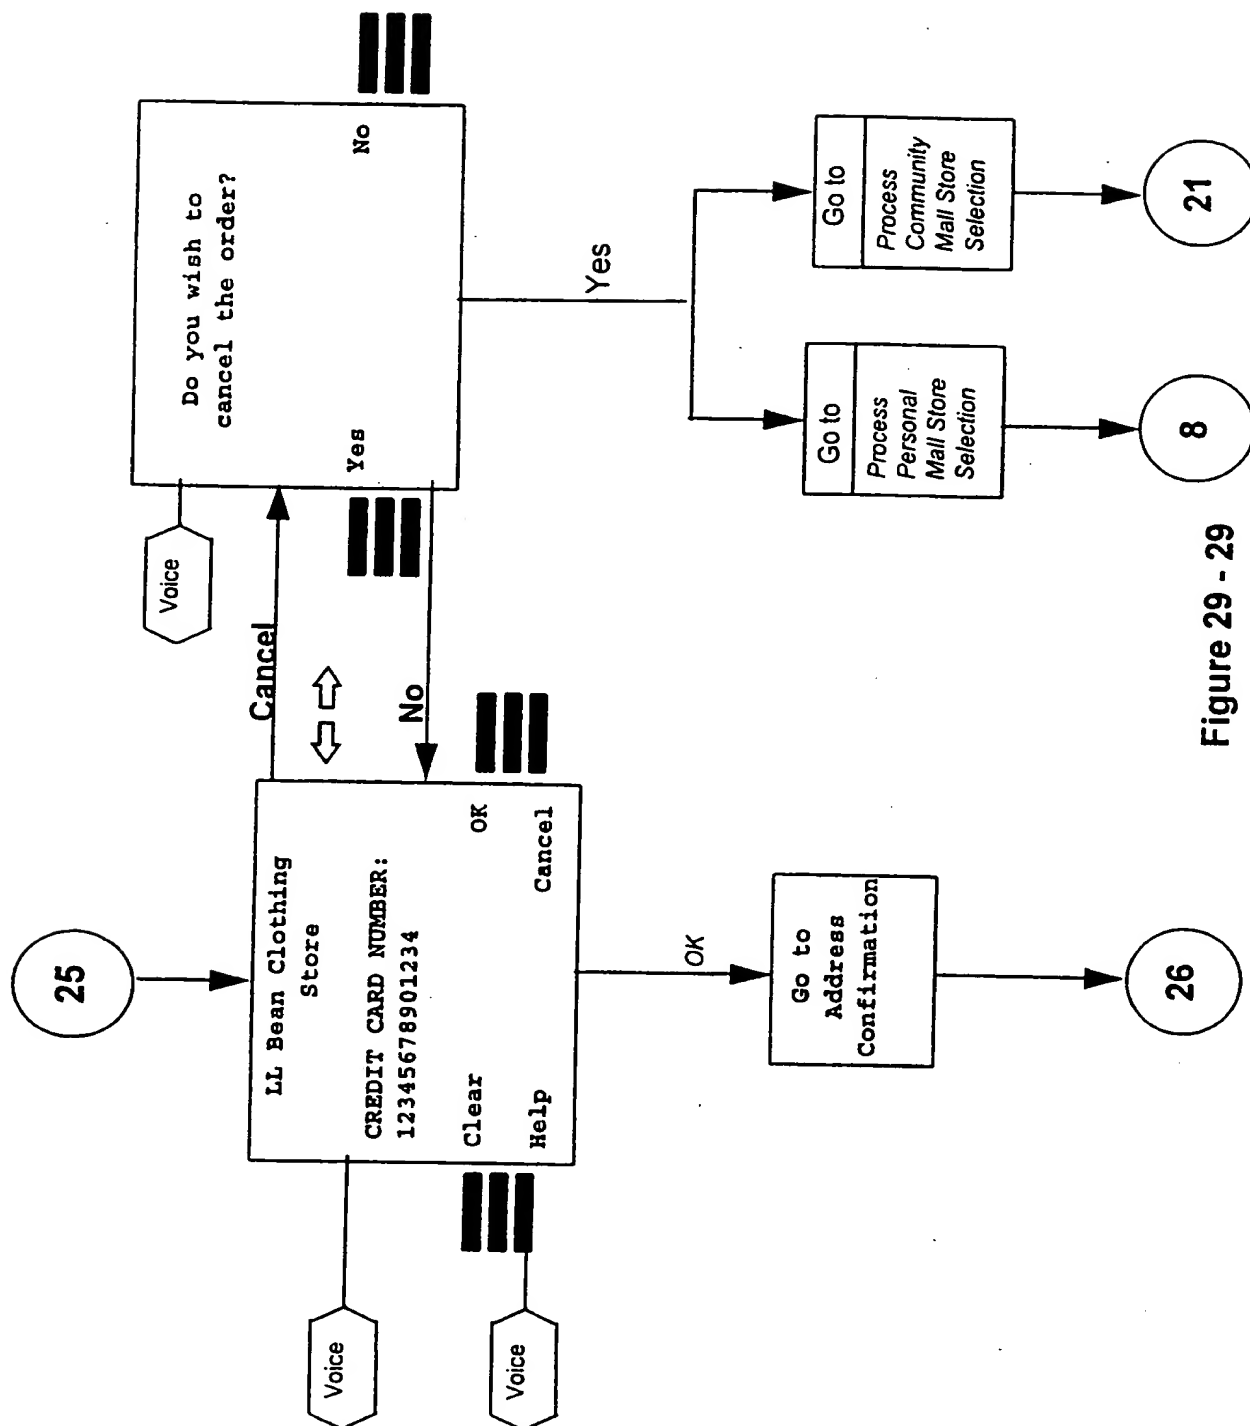 25
LL Bean Clothing
Store
CREDIT CARD NUMBER:
12345678901234
Clear
OK
Help
Cancel
Voice
Voice
Cancel
No
Voice
Do you wish to
cancel the order?
Yes
No
OK
Go to
Address
Confirmation
26
Yes
Go to
Process
Personal
Mall Store
Selection
8
Go to
Process
Community
Mall Store
Selection
21
Figure 29 - 29